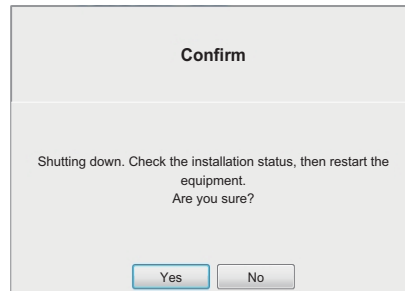 Confirm
Shutting down. Check the installation status, then restart the
equipment.
Are you sure?
Yes
No